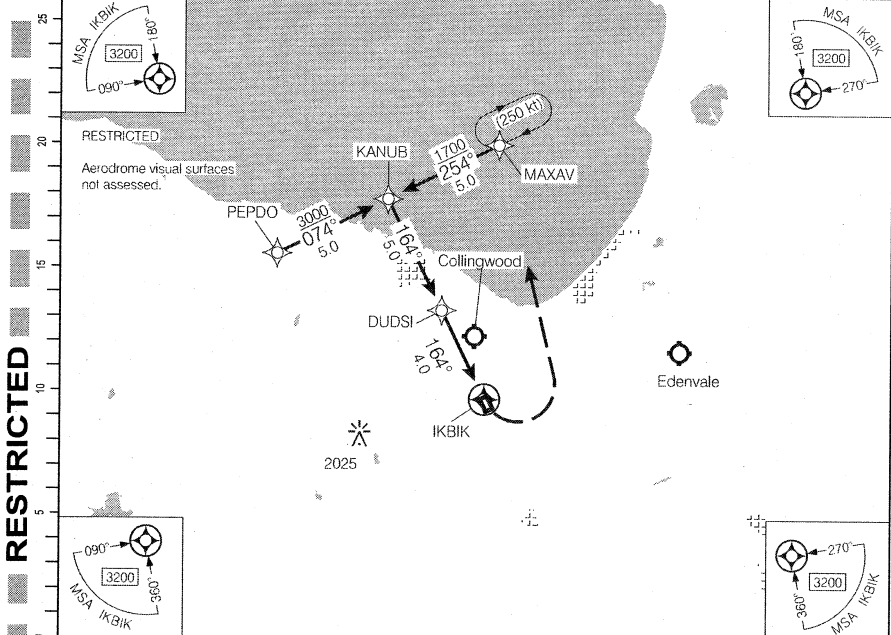 RESTRICTED
25
20
15
10
5
MSA IKBIK
180°
3200
090°
MSA IKBIK
180°
3200
270°
RESTRICTED
Aerodrome visual surfaces
not assessed.
(250 kt)
KANUB
1700
254°
5.0
MAXAV
PEPDO
3000
074°
5.0
164°
5.0
Collingwood
DUDSI
164°
4.0
Edenvale
IKBIK
2025
090°
3200
360°
MSA IKBIK
270°
3200
360°
MSA IKBIK